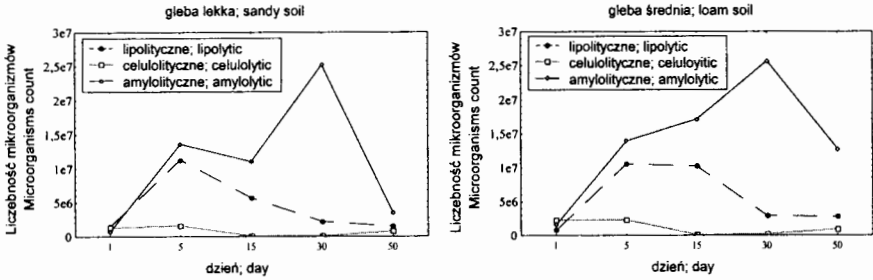 gleba lekka; sandy soil
Liczebność mikroorganizmów
Microorganisms count
3e7
2,5e7
2e7
1,5e7
1e7
5e6
0
lipolityczne; lipolytic
celulolityczne; celulolytic
amylolityczne; amylolytic
1 5 15 30 50
dzień; day
gleba średnia; loam soil
Liczebność mikroorganizmów
Microorganisms count
3e7
2,5e7
2e7
1,5e7
1e7
5e6
0
lipolityczne; lipolytic
celulolityczne; celuloyitic
amylolityczne; amylolytic
1 5 15 30 50
dzień; day